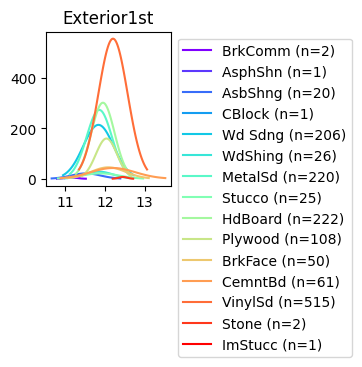 Exterior1st
400
200
0
11
12
13
BrkComm (n=2)
AsphShn (n=1)
AsbShng (n=20)
CBlock (n=1)
Wd Sdng (n=206)
WdShing (n=26)
MetalSd (n=220)
Stucco (n=25)
HdBoard (n=222)
Plywood (n=108)
BrkFace (n=50)
CemntBd (n=61)
VinylSd (n=515)
Stone (n=2)
ImStucc (n=1)